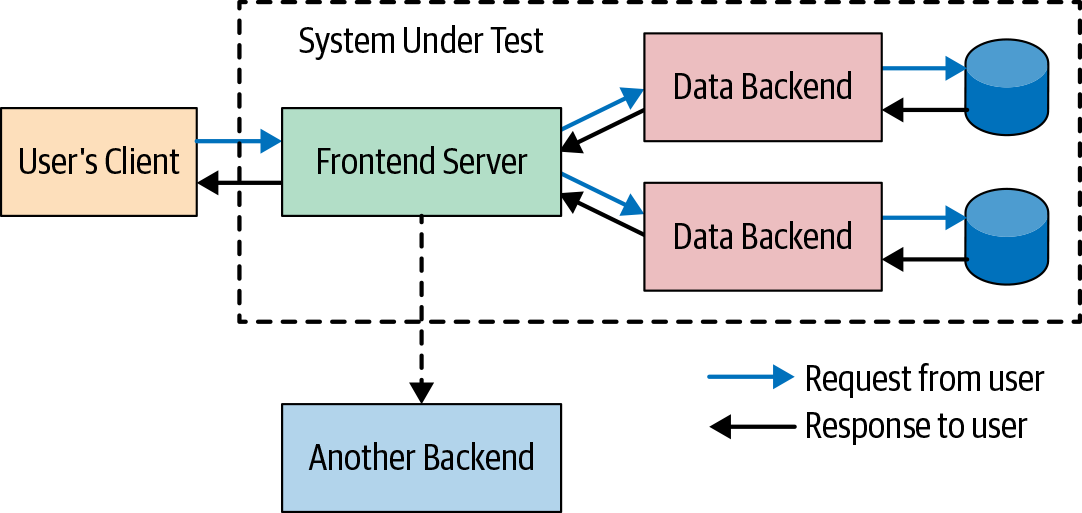 System Under Test
User's Client
Frontend Server
Data Backend
Data Backend
Another Backend
Request from user
Response to user